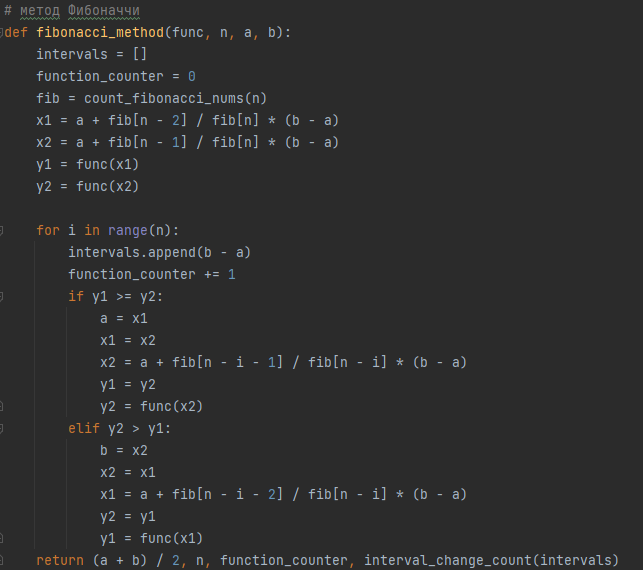 # метод Фибоначчи
def fibonacci_method(func, n, a, b):
    intervals = []
    function_counter = 0
    fib = count_fibonacci_nums(n)
    x1 = a + fib[n - 2] / fib[n] * (b - a)
    x2 = a + fib[n - 1] / fib[n] * (b - a)
    y1 = func(x1)
    y2 = func(x2)

    for i in range(n):
        intervals.append(b - a)
        function_counter += 1
        if y1 >= y2:
            a = x1
            x1 = x2
            x2 = a + fib[n - i - 1] / fib[n - i] * (b - a)
            y1 = y2
            y2 = func(x2)
        elif y2 > y1:
            b = x2
            x2 = x1
            x1 = a + fib[n - i - 2] / fib[n - i] * (b - a)
            y2 = y1
            y1 = func(x1)
    return (a + b) / 2, n, function_counter, interval_change_count(intervals)